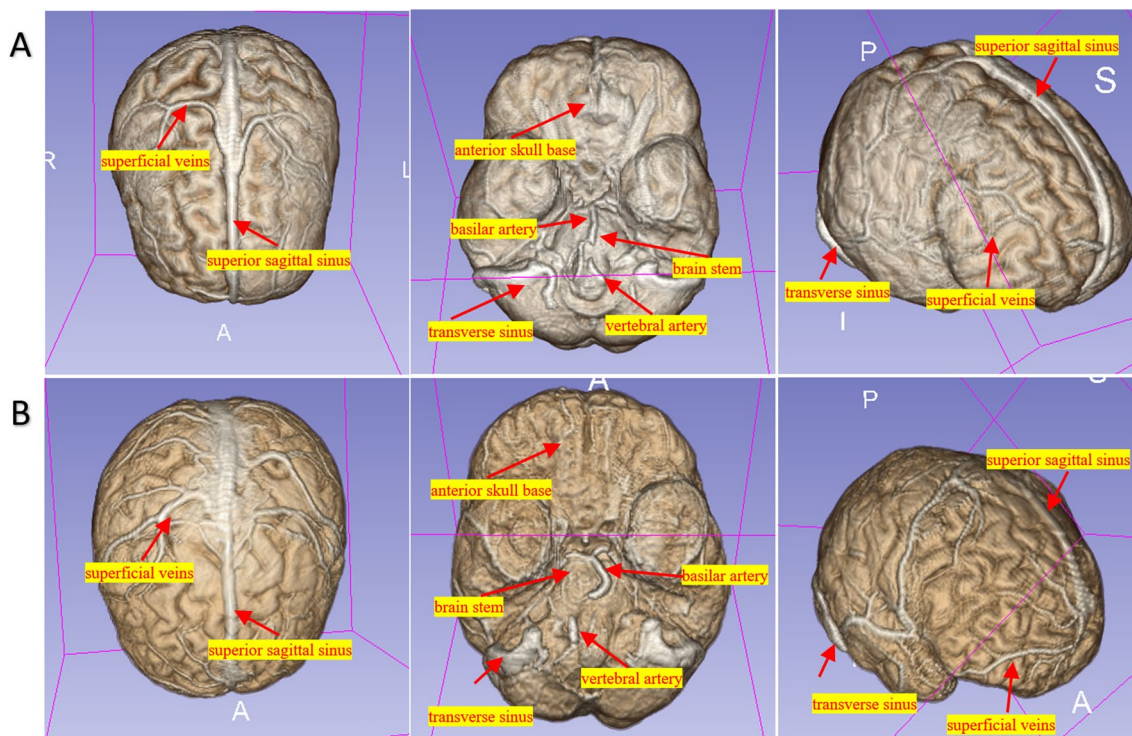 A
superficial veins
superior sagittal sinus
R
L
A
anterior skull base
basilar artery
brain stem
transverse sinus
vertebral artery
P
superior sagittal sinus
S
transverse sinus
superficial veins
I
B
superficial veins
superior sagittal sinus
A
A
anterior skull base
basilar artery
brain stem
vertebral artery
transverse sinus
S
P
superior sagittal sinus
transverse sinus
A
superficial veins